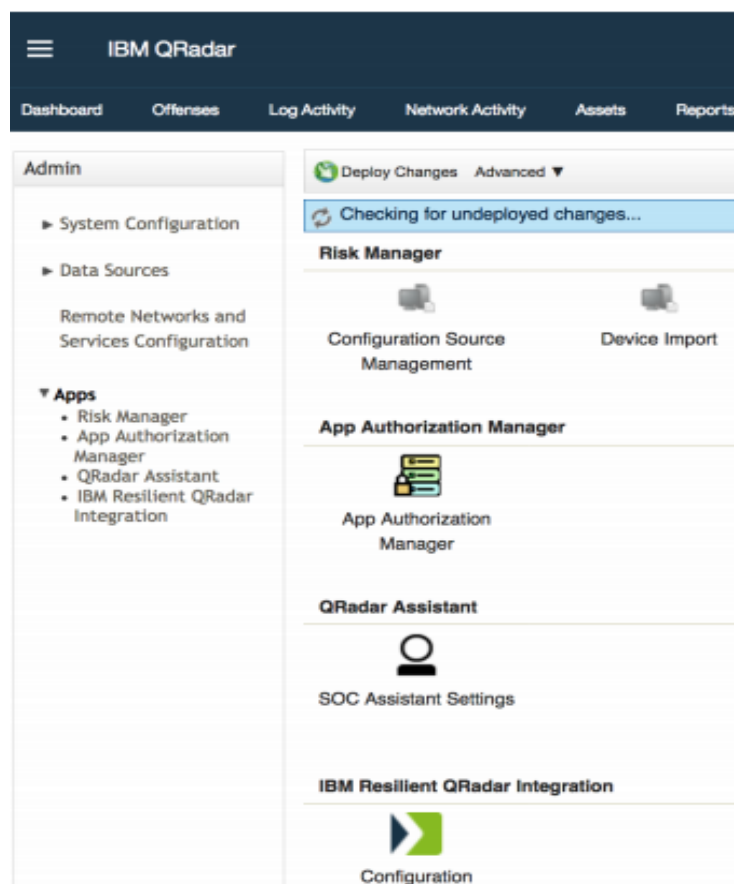 IBM QRadar
Dashboard Offenses Log Activity Network Activity Assets Reports
Admin
► System Configuration
► Data Sources
Remote Networks and
Services Configuration
▼ Apps
• Risk Manager
• App Authorization
Manager
• QRadar Assistant
• IBM Resilient QRadar
Integration
Deploy Changes Advanced ▼
Checking for undeployed changes...
Risk Manager
Configuration Source
Management
Device Import
App Authorization Manager
App Authorization
Manager
QRadar Assistant
SOC Assistant Settings
IBM Resilient QRadar Integration
Configuration